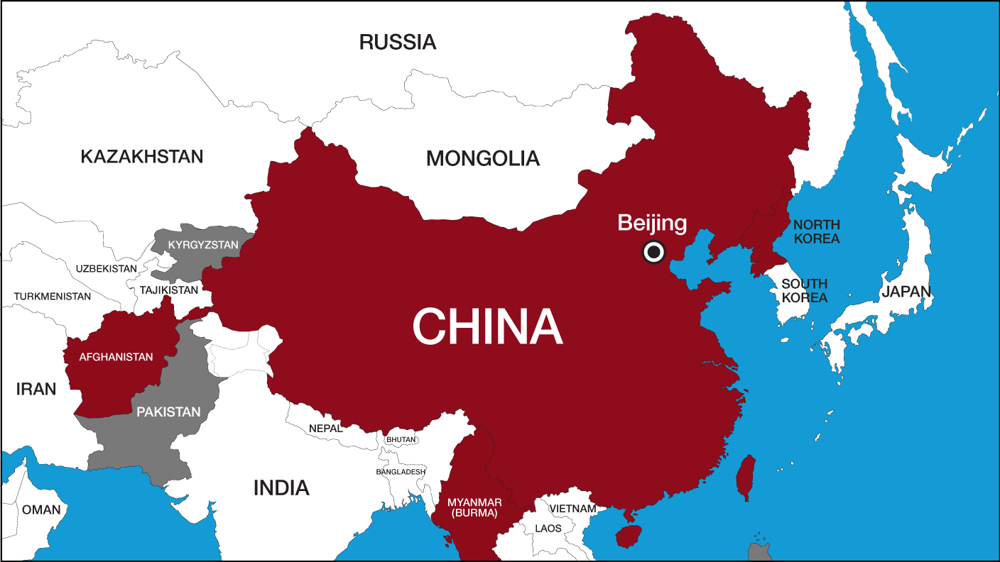 RUSSIA
KAZAKHSTAN
MONGOLIA
Beijing
NORTH
KOREA
KYRGYZSTAN
UZBEKISTAN
TAJIKISTAN
TURKMENISTAN
SOUTH
KOREA
JAPAN
CHINA
AFGHANISTAN
IRAN
PAKISTAN
NEPAL
BHUTAN
BANGLADESH
INDIA
MYANMAR
(BURMA)
VIETNAM
LAOS
OMAN